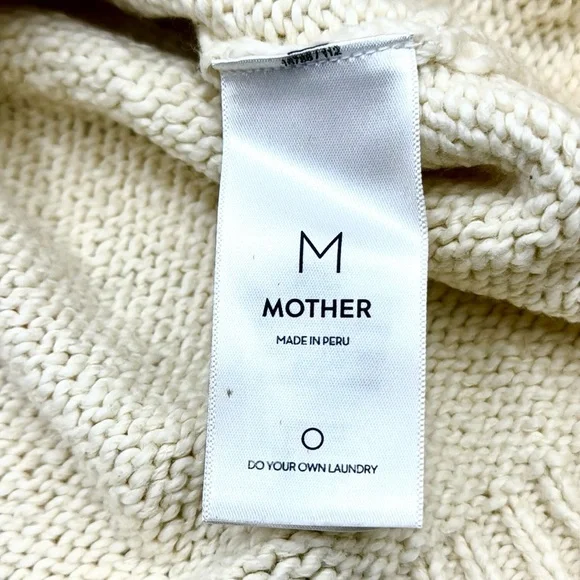 M
MOTHER
MADE IN PERU
DO YOUR OWN LAUNDRY